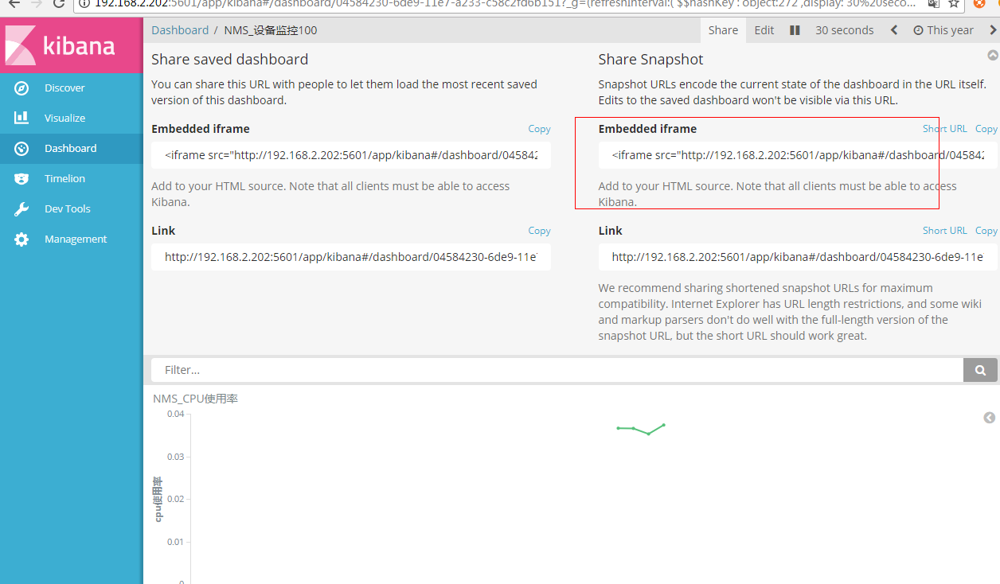 192.168.2.202:5601/app/kibana#/dashboard/04584230-6de9-11e7-a233-c58c2fd6b151?_g=(refreshInterval:('$$hashKey':'object:272',display:'30%20seco...
kibana
Discover
Visualize
Dashboard
Timelion
Dev Tools
Management
Dashboard / NMS_设备监控100
Share Edit 30 seconds This year
Share saved dashboard
You can share this URL with people to let them load the most recent saved
version of this dashboard.
Embedded iframe Copy
<iframe src="http://192.168.2.202:5601/app/kibana#/dashboard/045842
Add to your HTML source. Note that all clients must be able to access
Kibana.
Link Copy
http://192.168.2.202:5601/app/kibana#/dashboard/04584230-6de9-11e7
Share Snapshot
Snapshot URLs encode the current state of the dashboard in the URL itself.
Edits to the saved dashboard won't be visible via this URL.
Embedded iframe Short URL Copy
<iframe src="http://192.168.2.202:5601/app/kibana#/dashboard/045842
Add to your HTML source. Note that all clients must be able to access
Kibana.
Link Short URL Copy
http://192.168.2.202:5601/app/kibana#/dashboard/04584230-6de9-11e
We recommend sharing shortened snapshot URLs for maximum
compatibility. Internet Explorer has URL length restrictions, and some wiki
and markup parsers don't do well with the full-length version of the
snapshot URL, but the short URL should work great.
Filter...
NMS_CPU使用率
0.04
0.03
0.02
0.01
0
cpu使用率